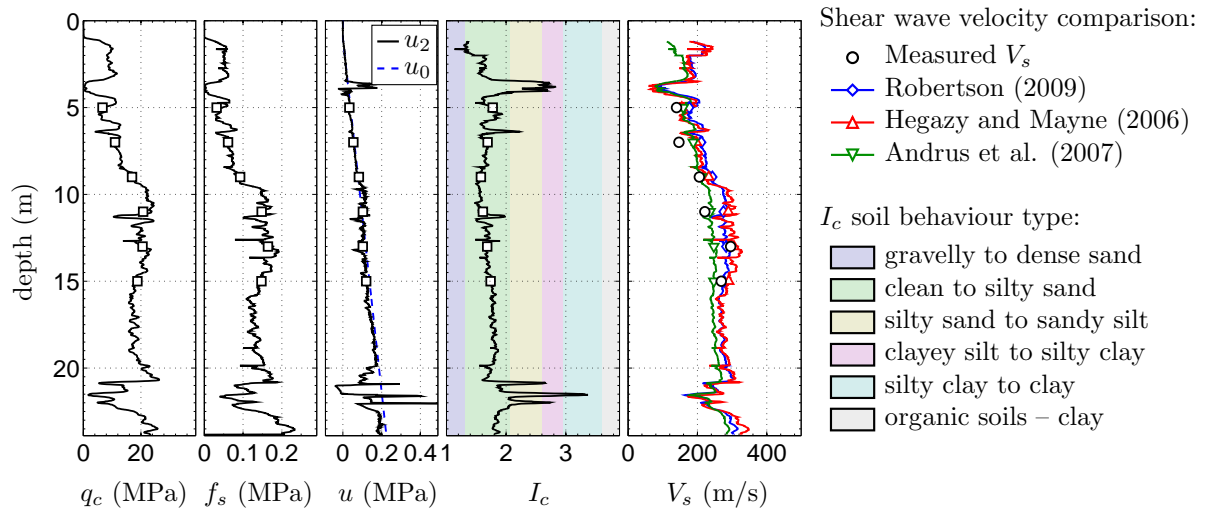 0
5
10
15
20
depth (m)
0 20 40
q_c (MPa)
0 0.1 0.2
f_s (MPa)
u_2
u_0
0 0.2 0.4
u (MPa)
1 2 3
I_c
0 200 400
V_s (m/s)
Shear wave velocity comparison:
Measured V_s
Robertson (2009)
Hegazy and Mayne (2006)
Andrus et al. (2007)
I_c soil behaviour type:
gravelly to dense sand
clean to silty sand
silty sand to sandy silt
clayey silt to silty clay
silty clay to clay
organic soils – clay